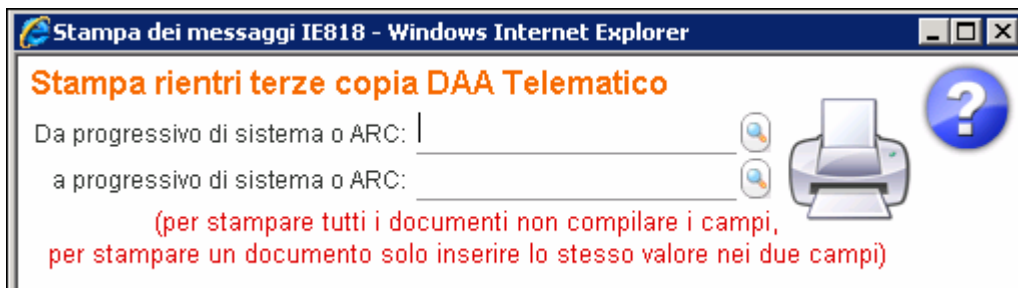 Stampa dei messaggi IE818 - Windows Internet Explorer
Stampa rientri terze copia DAA Telematico
Da progressivo di sistema o ARC:
a progressivo di sistema o ARC:
(per stampare tutti i documenti non compilare i campi,
per stampare un documento solo inserire lo stesso valore nei due campi)